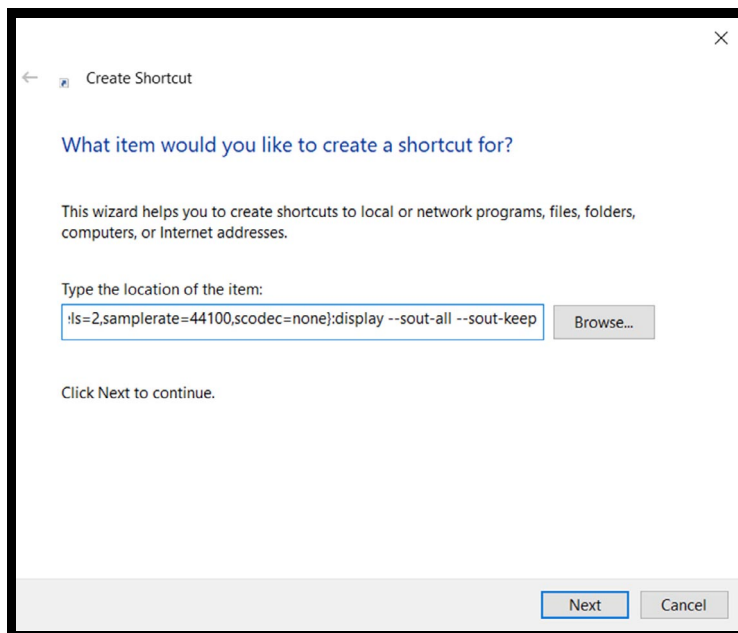 Create Shortcut
What item would you like to create a shortcut for?
This wizard helps you to create shortcuts to local or network programs, files, folders,
computers, or Internet addresses.
Type the location of the item:
ls=2,samplerate=44100,scodec=none}:display --sout-all --sout-keep
Browse...
Click Next to continue.
Next
Cancel